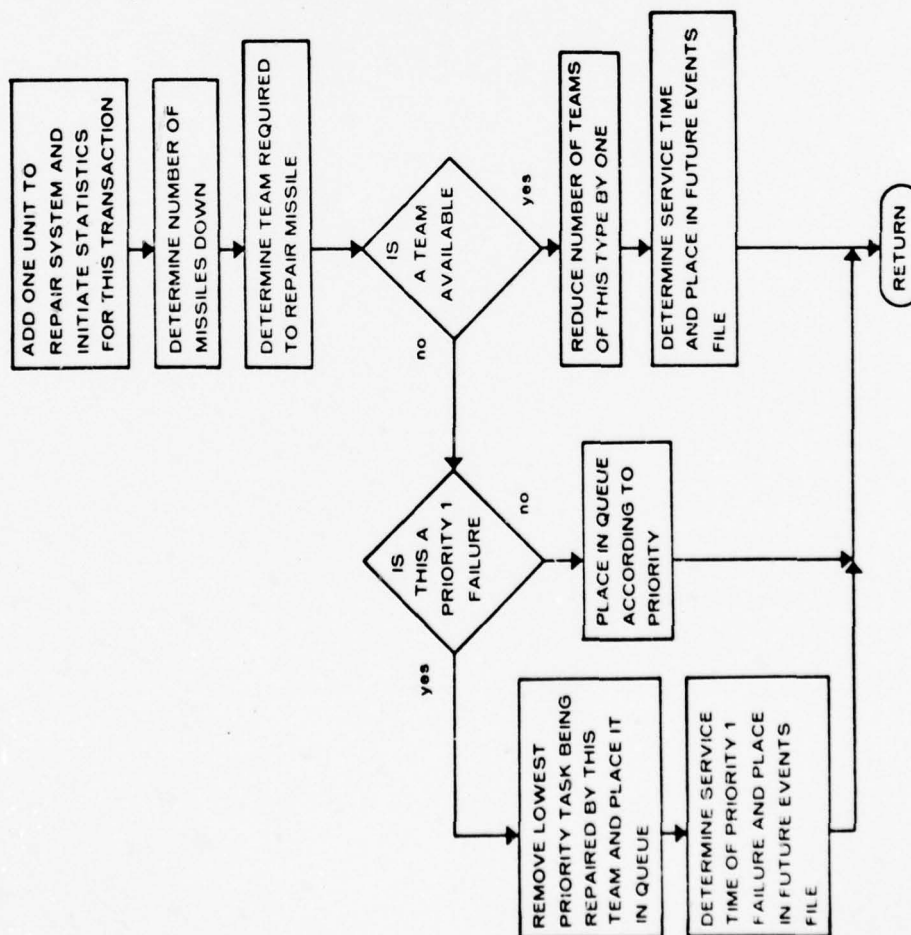 ADD ONE UNIT TO
REPAIR SYSTEM AND
INITIATE STATISTICS
FOR THIS TRANSACTION
DETERMINE NUMBER OF
MISSILES DOWN
DETERMINE TEAM REQUIRED
TO REPAIR MISSILE
IS
A TEAM
AVAILABLE
no
yes
REDUCE NUMBER OF TEAMS
OF THIS TYPE BY ONE
DETERMINE SERVICE TIME
AND PLACE IN FUTURE EVENTS
FILE
IS
THIS A
PRIORITY 1
FAILURE
yes
no
PLACE IN QUEUE
ACCORDING TO
PRIORITY
REMOVE LOWEST
PRIORITY TASK BEING
REPAIRED BY THIS
TEAM AND PLACE IT
IN QUEUE
DETERMINE SERVICE
TIME OF PRIORITY 1
FAILURE AND PLACE
IN FUTURE EVENTS
FILE
RETURN